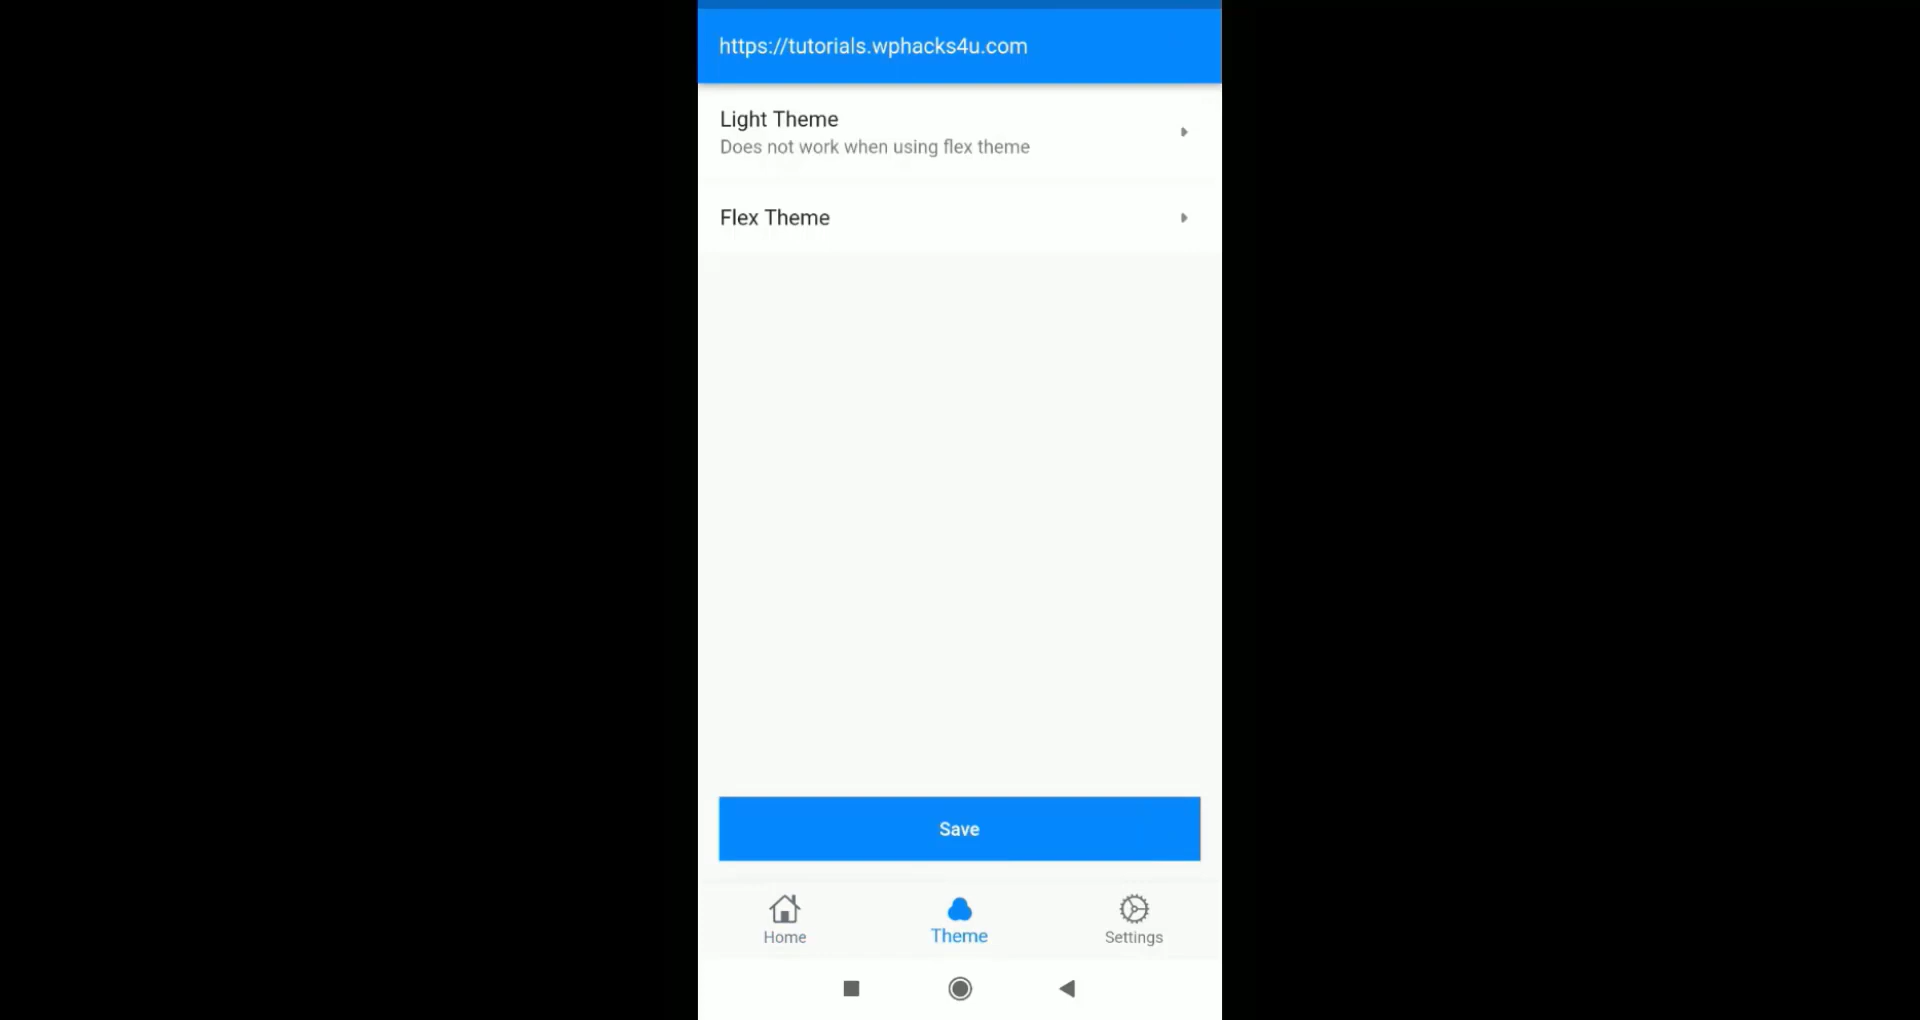 https://tutorials.wphacks4u.com
Light Theme
Does not work when using flex theme
Flex Theme
Save
Home
Theme
Settings